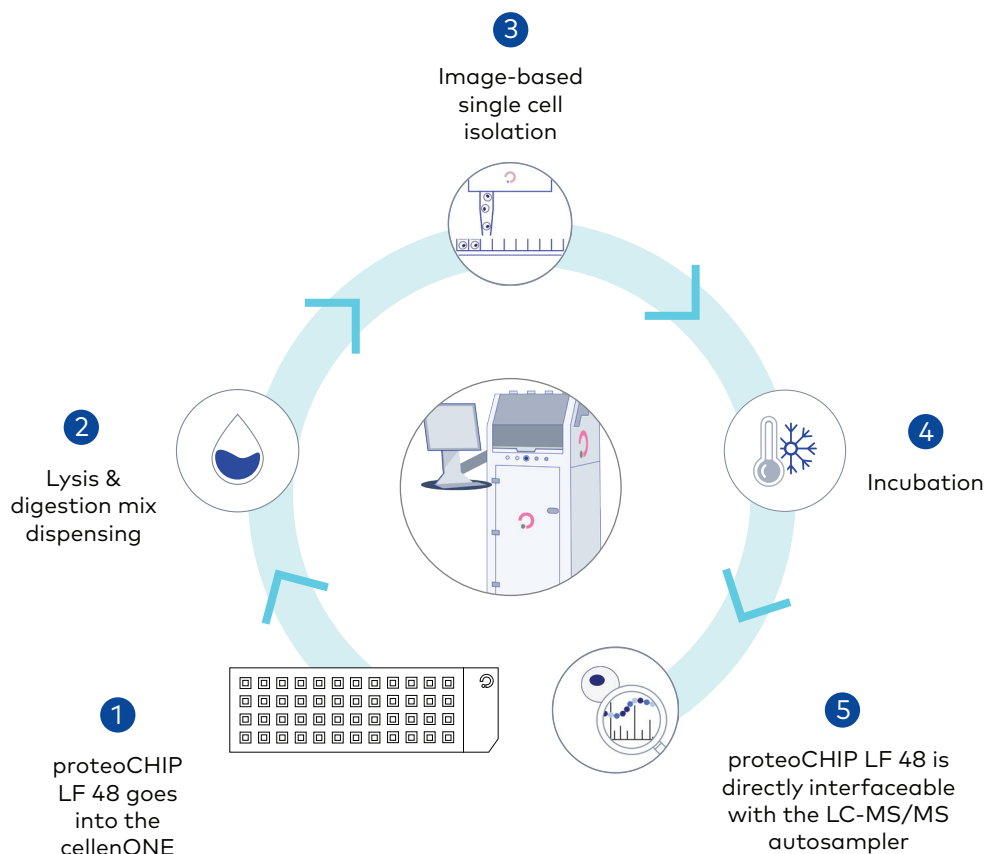 3
Image-based
single cell
isolation
2
Lysis &
digestion mix
dispensing
4
Incubation
1
proteoCHIP
LF 48 goes
into the
cellenONE
5
proteoCHIP LF 48 is
directly interfaceable
with the LC-MS/MS
autosampler